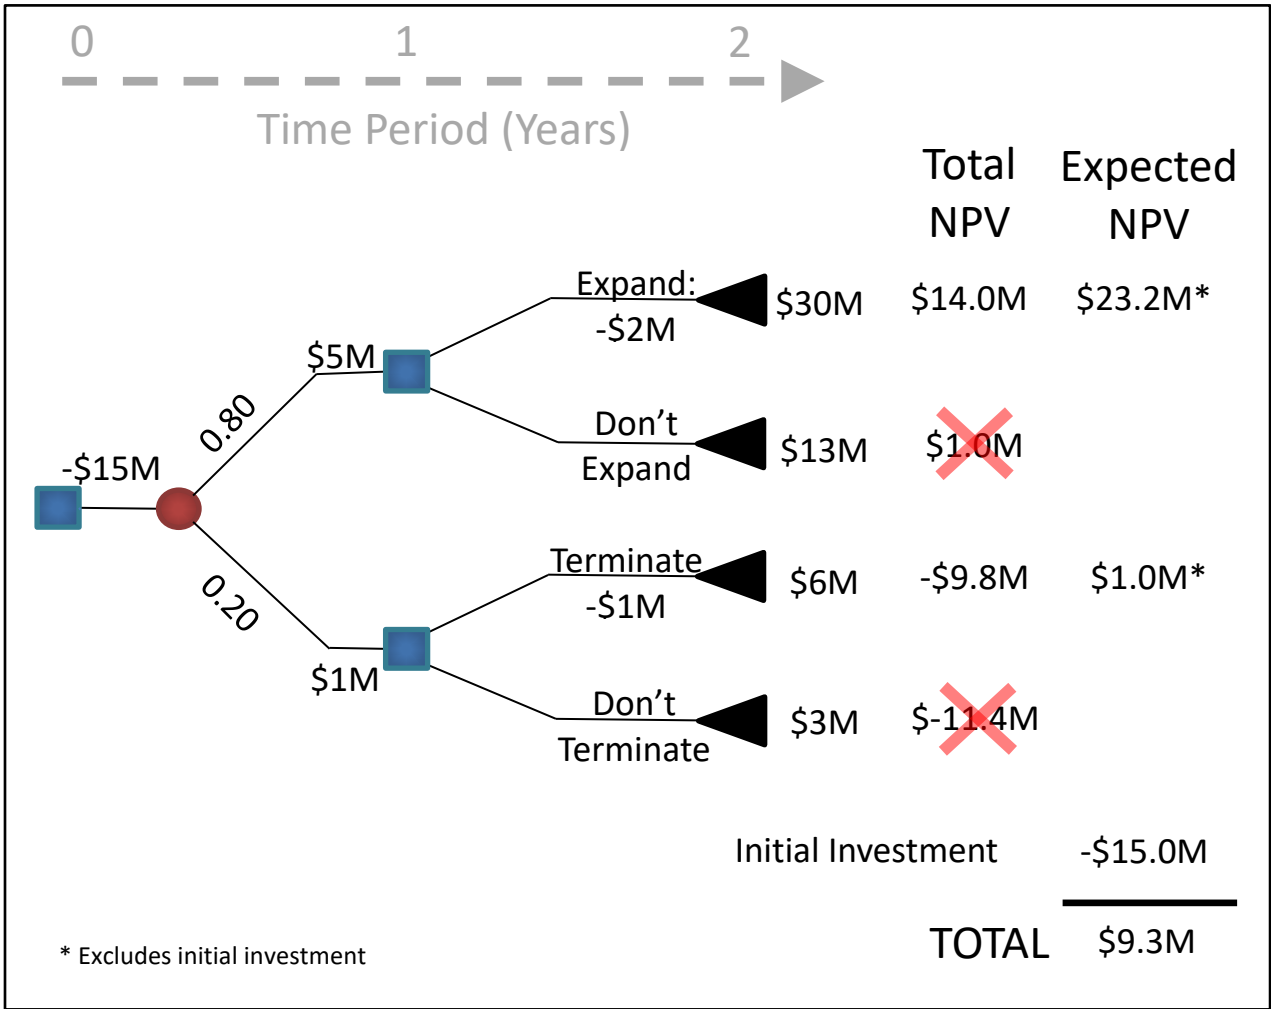 0 1 2
Time Period (Years)
Total Expected
NPV NPV
Expand:
-$2M
$30M $14.0M $23.2M*
$5M
0.80
Don't
Expand
$13M $1.0M
-$15M
Terminate
-$1M
$6M -$9.8M $1.0M*
0.20
$1M
Don't
Terminate
$3M $-11.4M
Initial Investment -$15.0M
TOTAL $9.3M
* Excludes initial investment